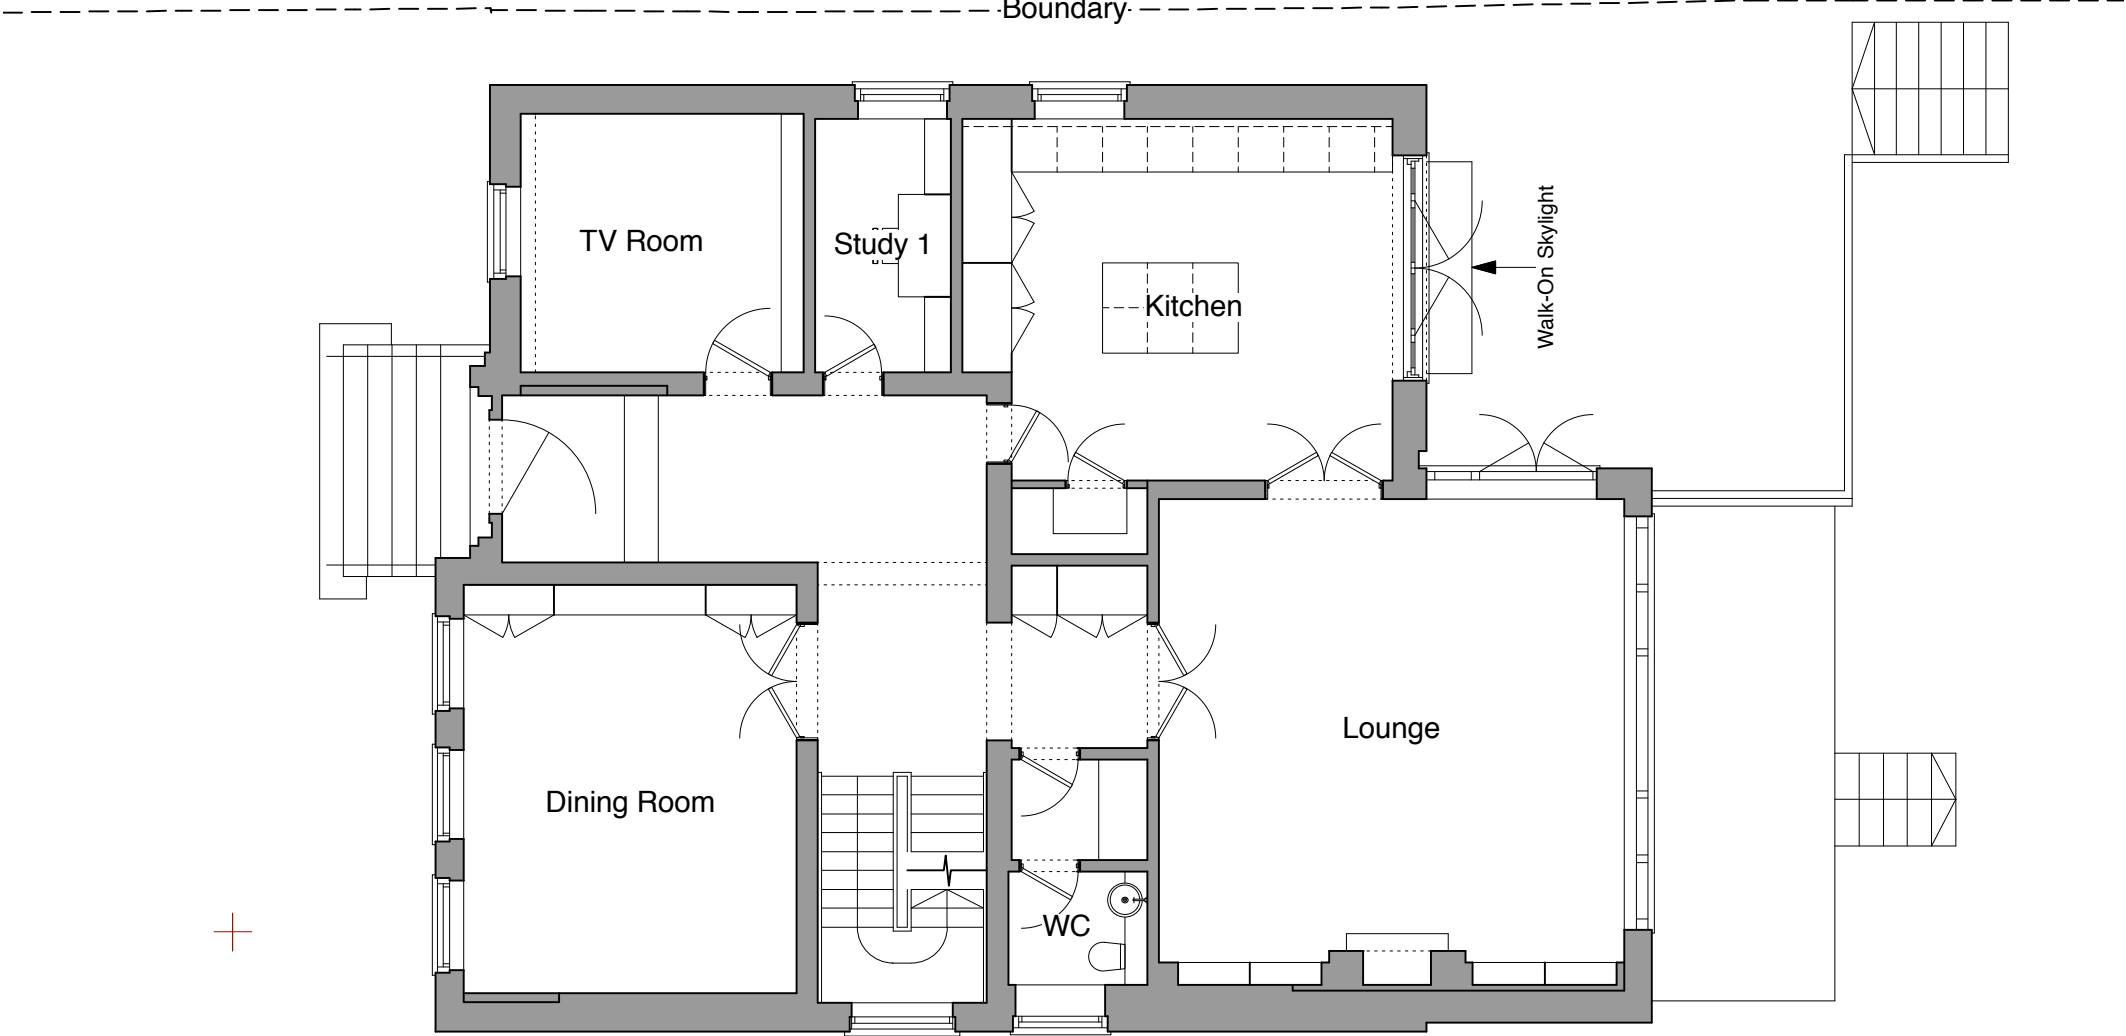 Boundary
TV Room
Study 1
Kitchen
Walk-On Skylight
Lounge
Dining Room
WC